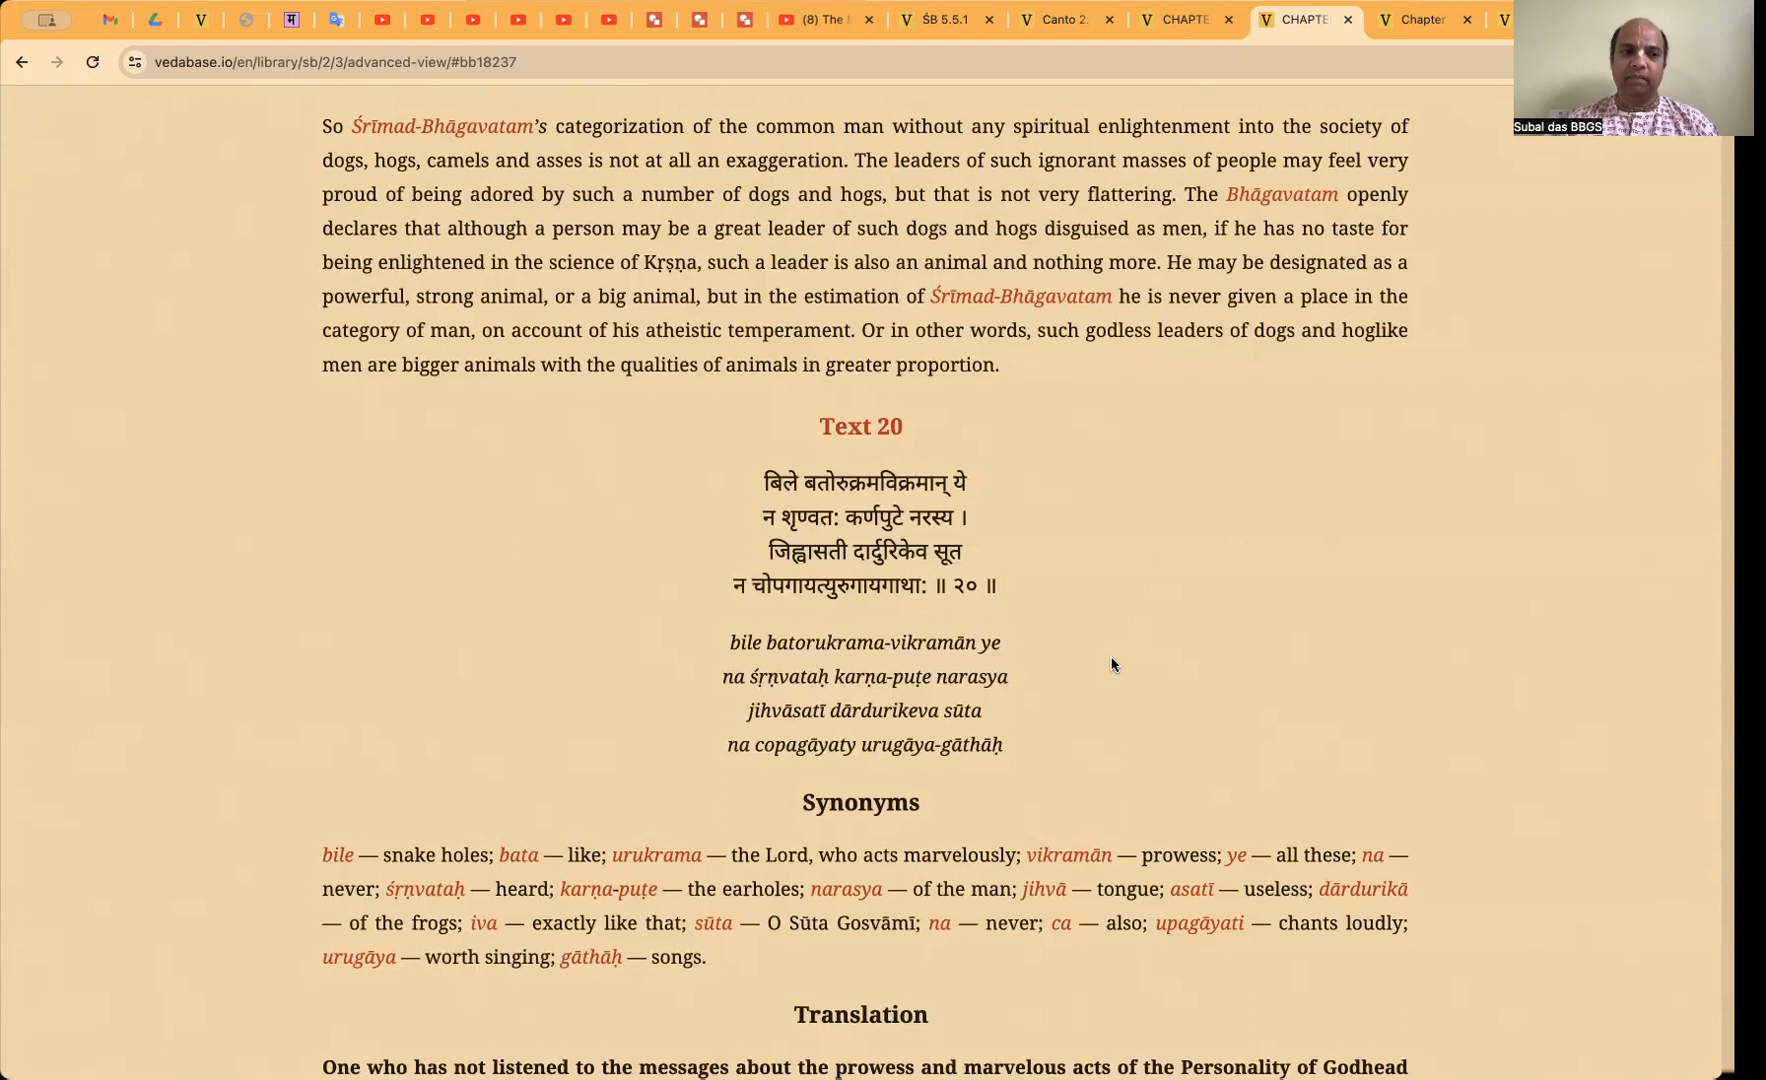 (8) The
ŚB 5.5.1
Canto 2
CHAPTE
CHAPTE
Chapter
vedabase.io/en/library/sb/2/3/advanced-view/#bb18237
Subal das BBGS
So Śrīmad-Bhāgavatam’s categorization of the common man without any spiritual enlightenment into the society of
dogs, hogs, camels and asses is not at all an exaggeration. The leaders of such ignorant masses of people may feel very
proud of being adored by such a number of dogs and hogs, but that is not very flattering. The Bhāgavatam openly
declares that although a person may be a great leader of such dogs and hogs disguised as men, if he has no taste for
being enlightened in the science of Kṛṣṇa, such a leader is also an animal and nothing more. He may be designated as a
powerful, strong animal, or a big animal, but in the estimation of Śrīmad-Bhāgavatam he is never given a place in the
category of man, on account of his atheistic temperament. Or in other words, such godless leaders of dogs and hoglike
men are bigger animals with the qualities of animals in greater proportion.
Text 20
बिले बतोरुक्रमविक्रमान् ये
न श‍ृण्वत: कर्णपुटे नरस्य ।
जिह्वासती दार्दुरिकेव सूत
न चोपगायत्युरुगायगाथा: ॥ २० ॥
bile batorukrama-vikramān ye
na śṛṇvataḥ karṇa-puṭe narasya
jihvāsatī dārdurikeva sūta
na copagāyaty urugāya-gāthāḥ
Synonyms
bile — snake holes; bata — like; urukrama — the Lord, who acts marvelously; vikramān — prowess; ye — all these; na —
never; śṛṇvataḥ — heard; karṇa-puṭe — the earholes; narasya — of the man; jihvā — tongue; asatī — useless; dārdurikā
— of the frogs; iva — exactly like that; sūta — O Sūta Gosvāmī; na — never; ca — also; upagāyati — chants loudly;
urugāya — worth singing; gāthāḥ — songs.
Translation
One who has not listened to the messages about the prowess and marvelous acts of the Personality of Godhead